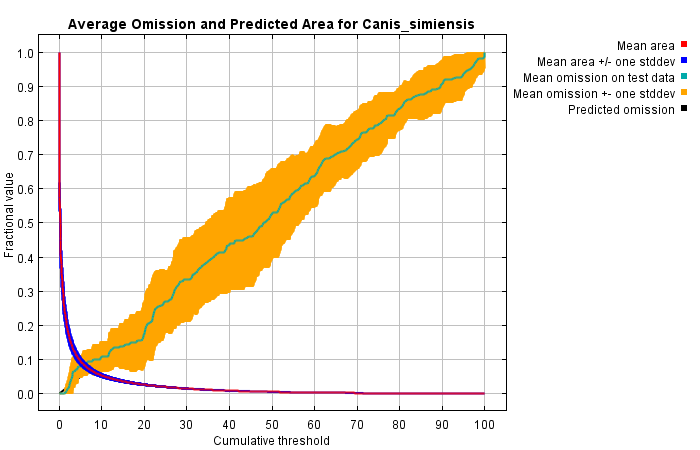 Average Omission and Predicted Area for Canis_simiensis
Mean area
Mean area +/- one stddev
Mean omission on test data
Mean omission +- one stddev
Predicted omission
Fractional value
1.0
0.9
0.8
0.7
0.6
0.5
0.4
0.3
0.2
0.1
0.0
0 10 20 30 40 50 60 70 80 90 100
Cumulative threshold